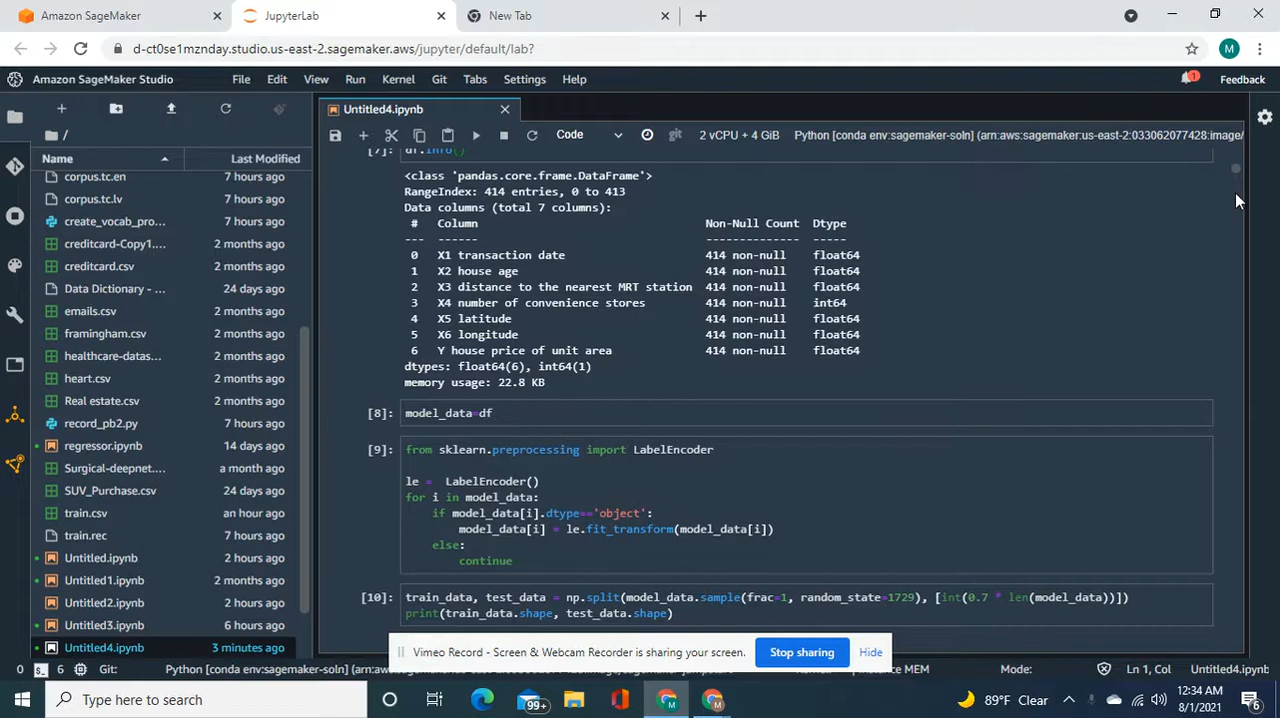 Amazon SageMaker
JupyterLab
New Tab
d-ct0se1mznday.studio.us-east-2.sagemaker.aws/jupyter/default/lab?
M
Amazon SageMaker Studio
File Edit View Run Kernel Git Tabs Settings Help
1
Feedback
Untitled4.ipynb
Code
git
2 vCPU + 4 GiB
Python [conda env:sagemaker-soln] (arn:aws:sagemaker:us-east-2:033062077428:image/
/
Name Last Modified
corpus.tc.en 7 hours ago
corpus.tc.lv 7 hours ago
create_vocab_pro... 7 hours ago
creditcard-Copy1.... 2 months ago
creditcard.csv 2 months ago
Data Dictionary - ... 24 days ago
emails.csv 2 months ago
framingham.csv 2 months ago
healthcare-datas... 2 months ago
heart.csv 2 months ago
Real estate.csv 2 months ago
record_pb2.py 7 hours ago
regressor.ipynb 14 days ago
Surgical-deepnet.... a month ago
SUV_Purchase.csv 24 days ago
train.csv an hour ago
train.rec 7 hours ago
Untitled.ipynb 2 hours ago
Untitled1.ipynb 2 months ago
Untitled2.ipynb 2 hours ago
Untitled3.ipynb 6 hours ago
Untitled4.ipynb 3 minutes ago
[7]: df.info()
<class 'pandas.core.frame.DataFrame'>
RangeIndex: 414 entries, 0 to 413
Data columns (total 7 columns):
# Column Non-Null Count Dtype
--- ------ -------------- -----
0 X1 transaction date 414 non-null float64
1 X2 house age 414 non-null float64
2 X3 distance to the nearest MRT station 414 non-null float64
3 X4 number of convenience stores 414 non-null int64
4 X5 latitude 414 non-null float64
5 X6 longitude 414 non-null float64
6 Y house price of unit area 414 non-null float64
dtypes: float64(6), int64(1)
memory usage: 22.8 KB
[8]: model_data=df
[9]: from sklearn.preprocessing import LabelEncoder
le = LabelEncoder()
for i in model_data:
if model_data[i].dtype=='object':
model_data[i] = le.fit_transform(model_data[i])
else:
continue
[10]: train_data, test_data = np.split(model_data.sample(frac=1, random_state=1729), [int(0.7 * len(model_data))])
print(train_data.shape, test_data.shape)
Vimeo Record - Screen & Webcam Recorder is sharing your screen.
Stop sharing
Hide
0 6 Git: Python [conda env:sagemaker-soln] (arn:aws
MEM Mode: Ln 1, Col Untitled4.ipynb
Type here to search
99+
M
M
89°F Clear
12:34 AM
8/1/2021
6